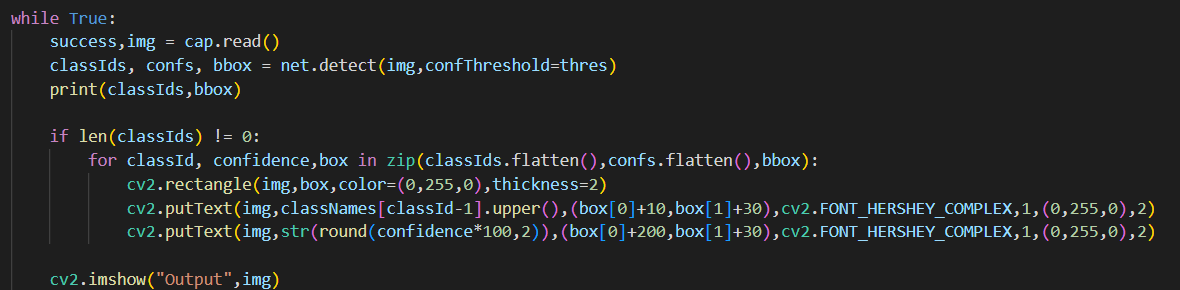 while True:
    success,img = cap.read()
    classIds, confs, bbox = net.detect(img,confThreshold=thres)
    print(classIds,bbox)

    if len(classIds) != 0:
        for classId, confidence,box in zip(classIds.flatten(),confs.flatten(),bbox):
            cv2.rectangle(img,box,color=(0,255,0),thickness=2)
            cv2.putText(img,classNames[classId-1].upper(),(box[0]+10,box[1]+30),cv2.FONT_HERSHEY_COMPLEX,1,(0,255,0),2)
            cv2.putText(img,str(round(confidence*100,2)),(box[0]+200,box[1]+30),cv2.FONT_HERSHEY_COMPLEX,1,(0,255,0),2)

    cv2.imshow("Output",img)